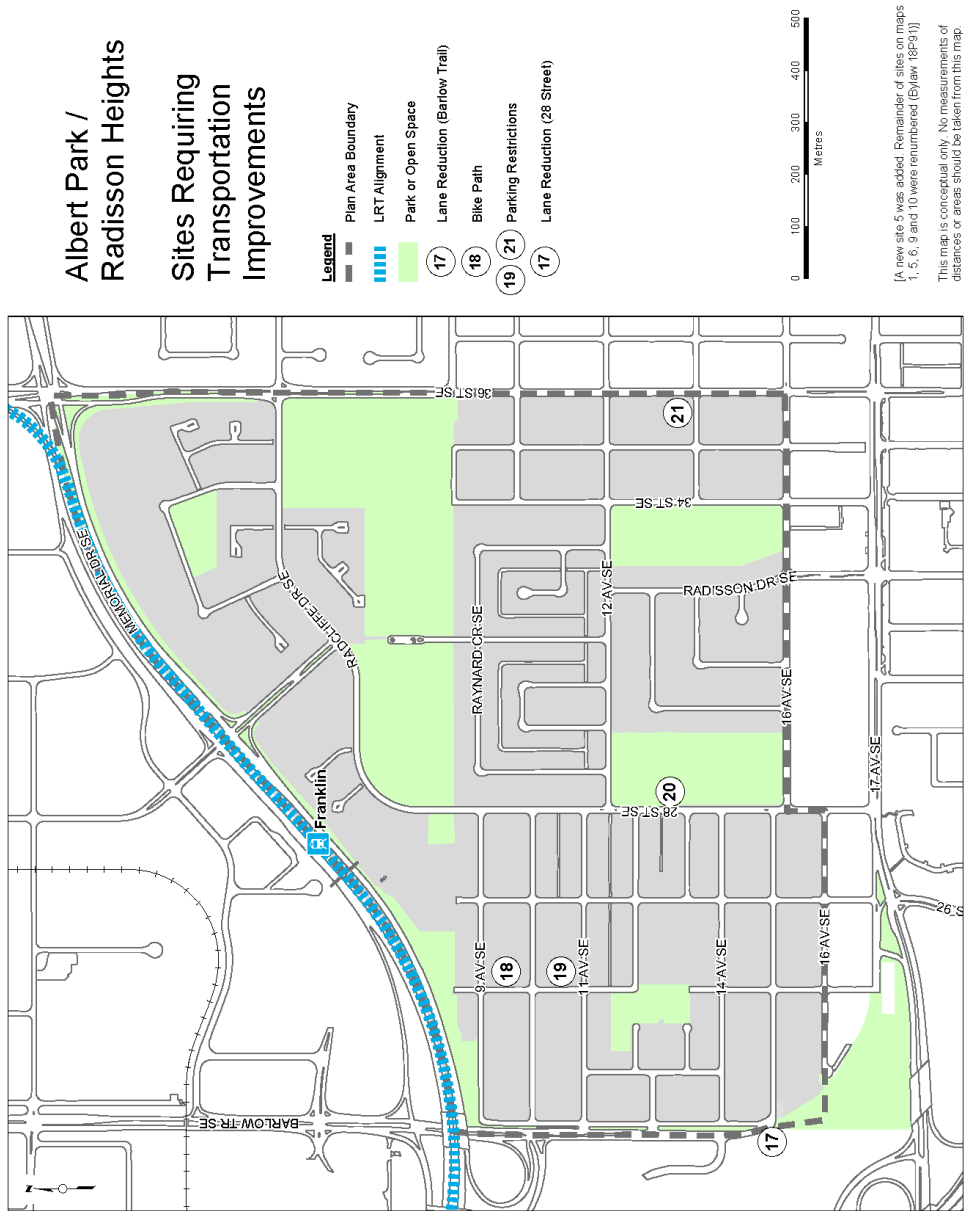 Albert Park /
Radisson Heights
Sites Requiring
Transportation
Improvements
Legend
Plan Area Boundary
LRT Alignment
Park or Open Space
17 Lane Reduction (Barlow Trail)
18 Bike Path
19 21 Parking Restrictions
17 Lane Reduction (28 Street)
0 100 200 300 400 500
Metres
[A new site 5 was added. Remainder of sites on maps
1, 5, 6, 9 and 10 were renumbered (Bylaw 18P91)]
This map is conceptual only. No measurements of
distances or areas should be taken from this map.
MEMORIAL DR SE
36 ST SE
RADCLIFFE DR SE
Franklin
BARLOW TR SE
RAYNARD CR SE
12 AV SE
34 ST SE
RADISSON DR SE
16 AV SE
17 AV SE
28 ST SE
9 AV SE
11 AV SE
14 AV SE
16 AV SE
26 S
17
18
19
20
21
N